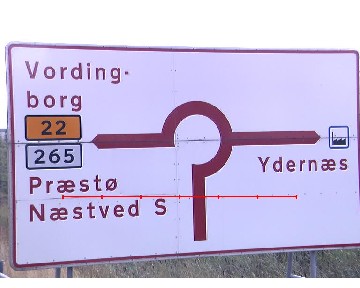 Vording-
borg
22
265
Præstø
Næstved S
Ydernæs